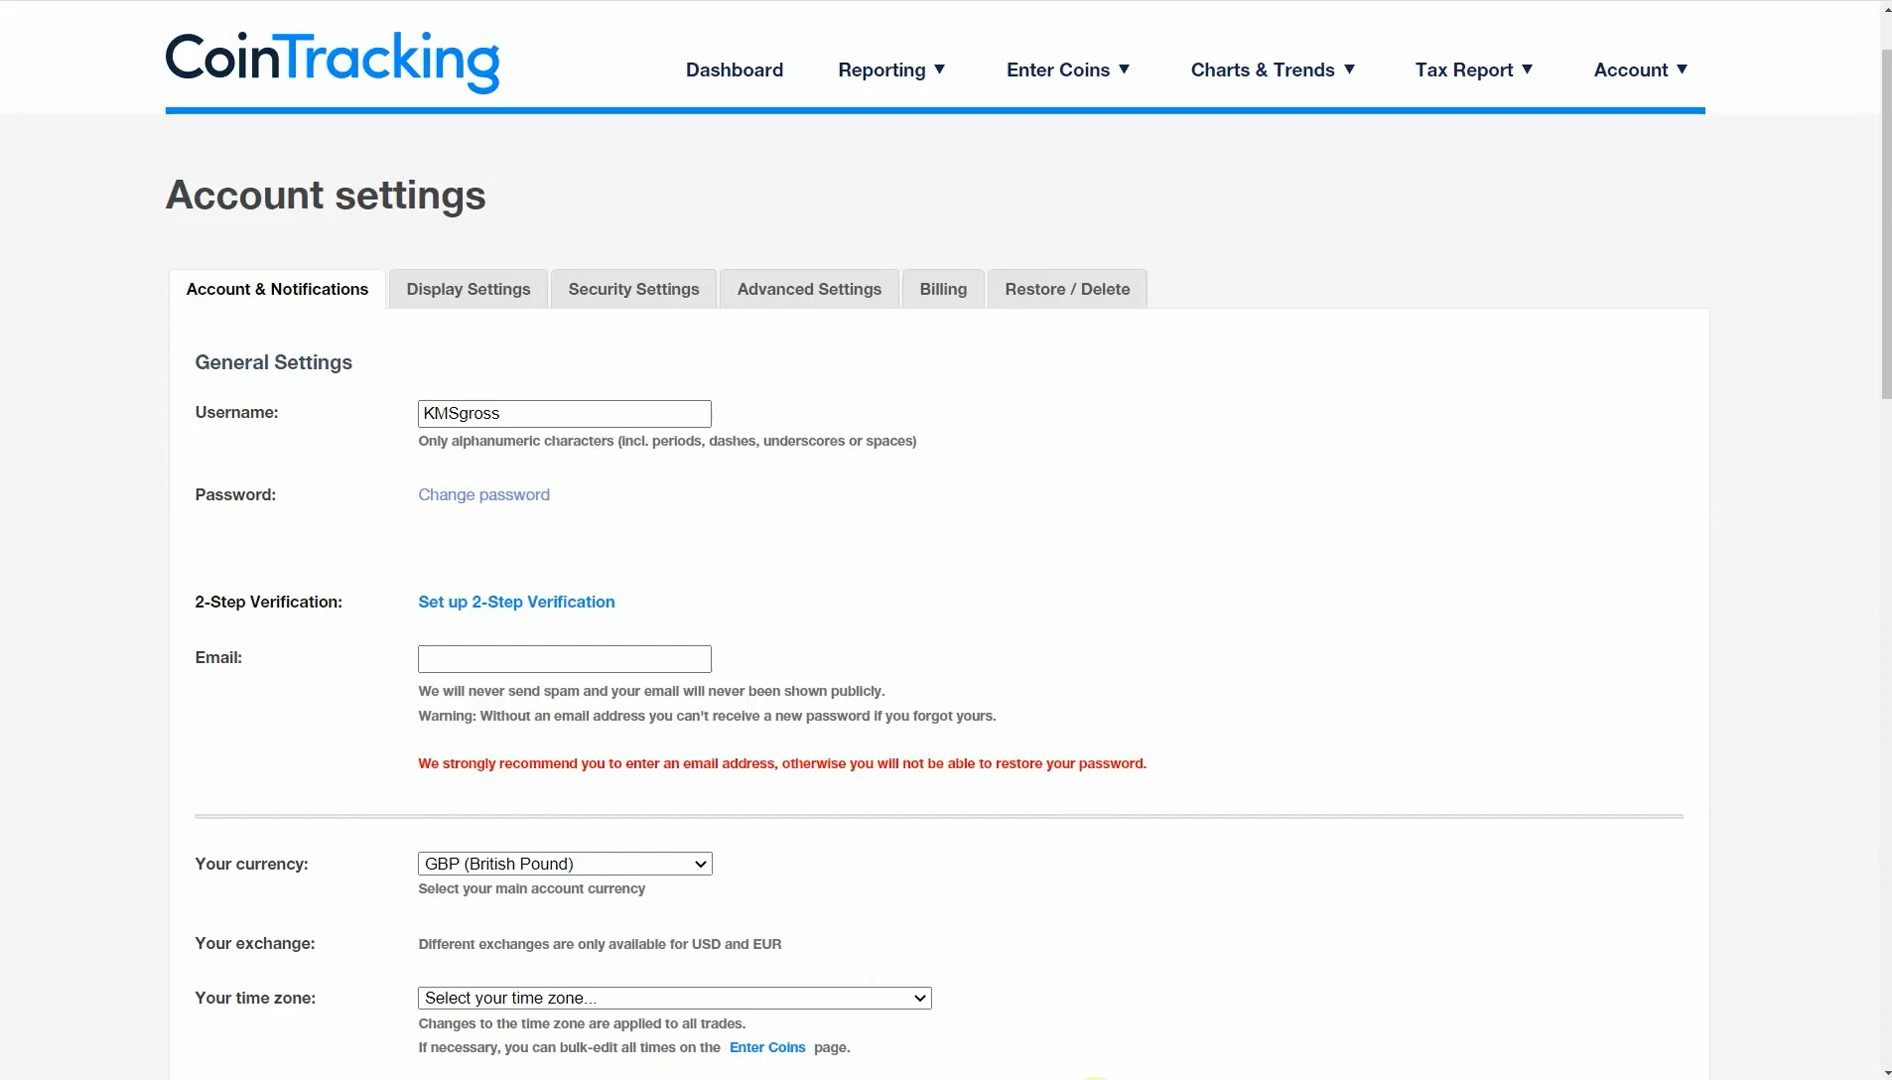 CoinTracking
Dashboard Reporting ▼ Enter Coins ▼ Charts & Trends ▼ Tax Report ▼ Account ▼
Account settings
Account & Notifications Display Settings Security Settings Advanced Settings Billing Restore / Delete
General Settings
Username: KMSgross
Only alphanumeric characters (incl. periods, dashes, underscores or spaces)
Password: Change password
2-Step Verification: Set up 2-Step Verification
Email:
We will never send spam and your email will never been shown publicly.
Warning: Without an email address you can't receive a new password if you forgot yours.
We strongly recommend you to enter an email address, otherwise you will not be able to restore your password.
Your currency: GBP (British Pound)
Select your main account currency
Your exchange: Different exchanges are only available for USD and EUR
Your time zone: Select your time zone...
Changes to the time zone are applied to all trades.
If necessary, you can bulk-edit all times on the Enter Coins page.